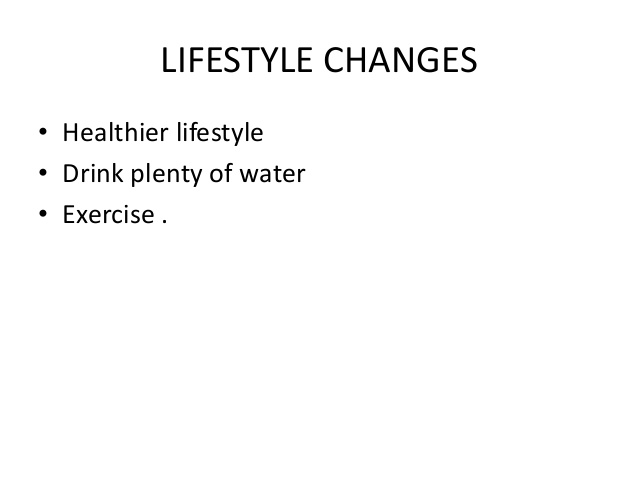 LIFESTYLE CHANGES
• Healthier lifestyle
• Drink plenty of water
• Exercise .